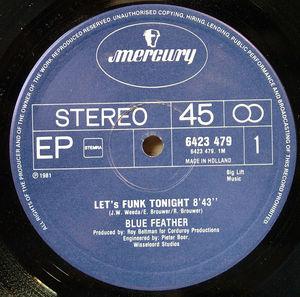 ALL RIGHTS OF THE PRODUCER AND OF THE OWNER OF THE WORK REPRODUCED RESERVED. UNAUTHORIZED COPYING, HIRING, LENDING, PUBLIC PERFORMANCE AND BROADCASTING OF THIS RECORD PROHIBITED
mercury
STEREO 45
EP STEMRA 6423 479 1
6423 479.1M
MADE IN HOLLAND
℗ 1981
Big Lift
Music
LET's FUNK TONIGHT 8'43''
(J.W. Weeda/E. Brouwer/R. Brouwer)
BLUE FEATHER
Produced by: Roy Beltman for Corduroy Productions
Engineered by: Pieter Boer.
Wisseloord Studios